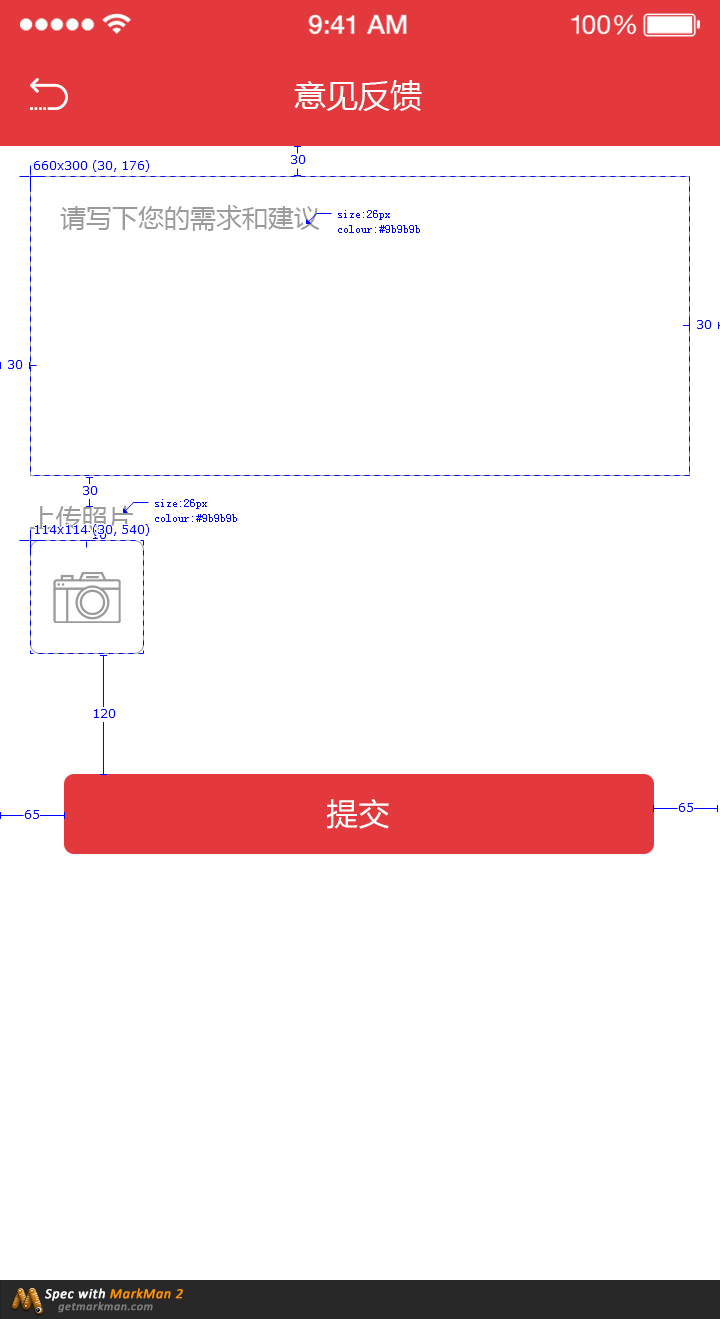 9:41 AM
100%
意见反馈
30
660x300 (30, 176)
请写下您的需求和建议
size:26px
colour:#9b9b9b
30
30
30
上传照片
size:26px
colour:#9b9b9b
114x114 (30, 540)
120
提交
65
65
Spec with MarkMan 2
getmarkman.com